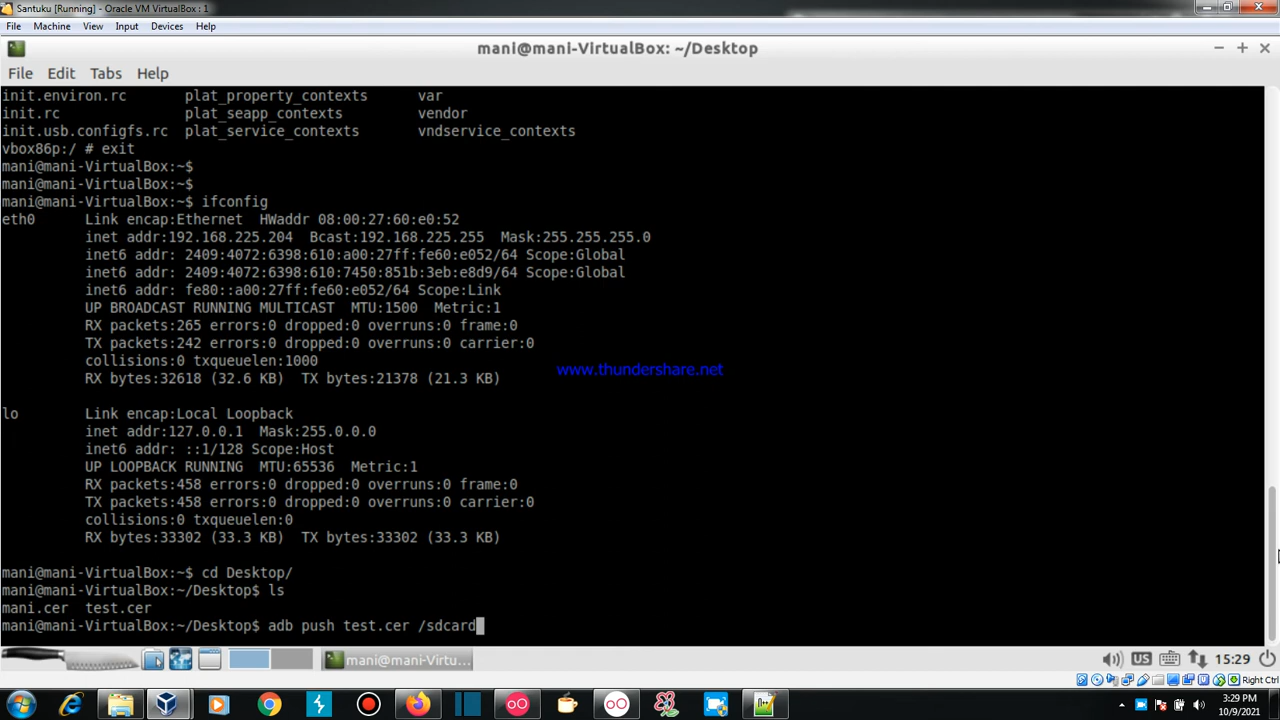 Santuku [Running] - Oracle VM VirtualBox : 1
File Machine View Input Devices Help
mani@mani-VirtualBox: ~/Desktop
File Edit Tabs Help
init.environ.rc plat_property_contexts var
init.rc plat_seapp_contexts vendor
init.usb.configfs.rc plat_service_contexts vndservice_contexts
vbox86p:/ # exit
mani@mani-VirtualBox:~$
mani@mani-VirtualBox:~$
mani@mani-VirtualBox:~$ ifconfig
eth0 Link encap:Ethernet HWaddr 08:00:27:60:e0:52
inet addr:192.168.225.204 Bcast:192.168.225.255 Mask:255.255.255.0
inet6 addr: 2409:4072:6398:610:a00:27ff:fe60:e052/64 Scope:Global
inet6 addr: 2409:4072:6398:610:7450:851b:3eb:e8d9/64 Scope:Global
inet6 addr: fe80::a00:27ff:fe60:e052/64 Scope:Link
UP BROADCAST RUNNING MULTICAST MTU:1500 Metric:1
RX packets:265 errors:0 dropped:0 overruns:0 frame:0
TX packets:242 errors:0 dropped:0 overruns:0 carrier:0
collisions:0 txqueuelen:1000
www.thundershare.net
RX bytes:32618 (32.6 KB) TX bytes:21378 (21.3 KB)
lo Link encap:Local Loopback
inet addr:127.0.0.1 Mask:255.0.0.0
inet6 addr: ::1/128 Scope:Host
UP LOOPBACK RUNNING MTU:65536 Metric:1
RX packets:458 errors:0 dropped:0 overruns:0 frame:0
TX packets:458 errors:0 dropped:0 overruns:0 carrier:0
collisions:0 txqueuelen:0
RX bytes:33302 (33.3 KB) TX bytes:33302 (33.3 KB)
mani@mani-VirtualBox:~$ cd Desktop/
mani@mani-VirtualBox:~/Desktop$ ls
mani.cer test.cer
mani@mani-VirtualBox:~/Desktop$ adb push test.cer /sdcard
mani@mani-Virtu... US 15:29
Right Ctrl
3:29 PM
10/9/2021